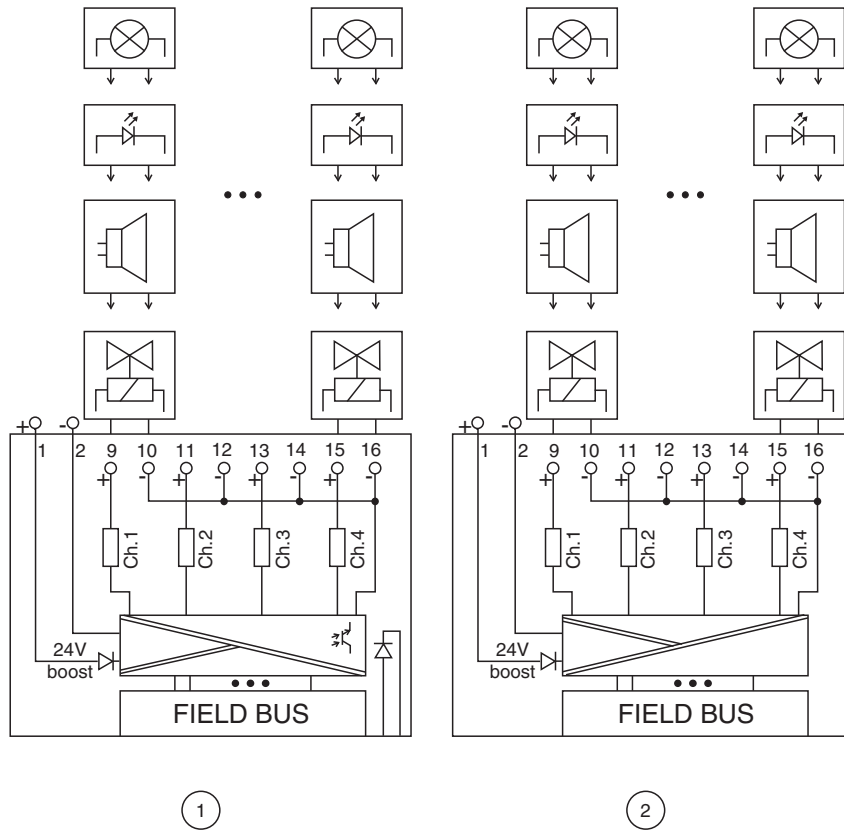 + - + -
1 2 9 10 11 12 13 14 15 16 1 2 9 10 11 12 13 14 15 16
+ - + - + - + - + - + - + - + -
Ch.1 Ch.2 Ch.3 Ch.4 Ch.1 Ch.2 Ch.3 Ch.4
24V 24V
boost boost
FIELD BUS FIELD BUS
1 2